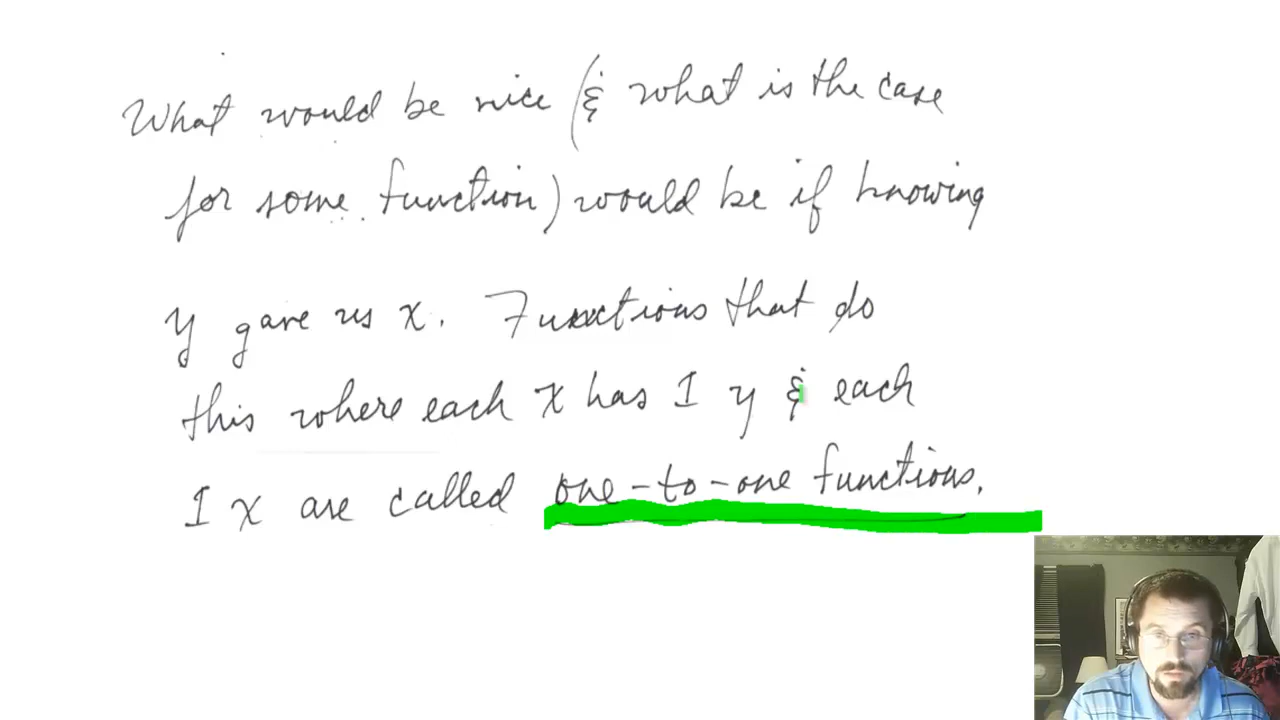 What would be nice (& what is the case
for some function) would be if knowing
y gave us x. Functions that do
this where each x has 1 y & each
1 x are called one-to-one functions.